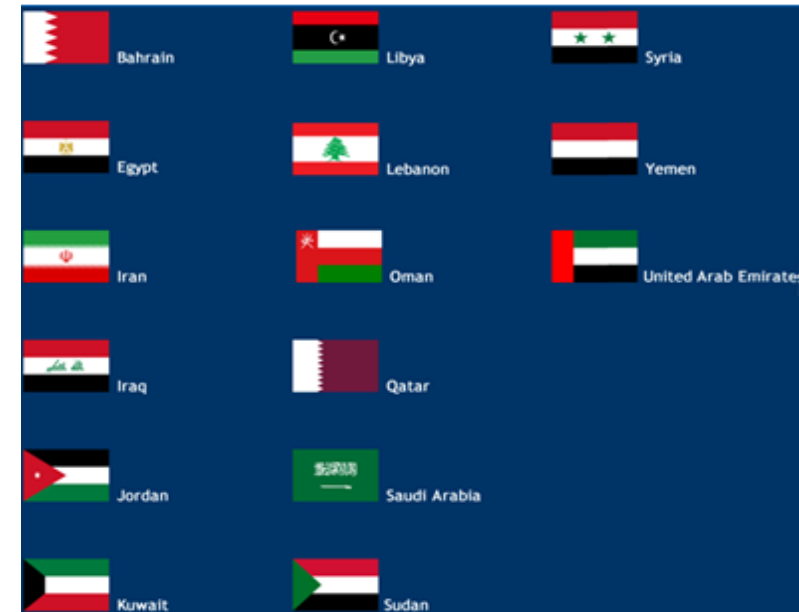 Bahrain
Libya
Syria
Egypt
Lebanon
Yemen
Iran
Oman
United Arab Emirates
Iraq
Qatar
Jordan
Saudi Arabia
Kuwait
Sudan